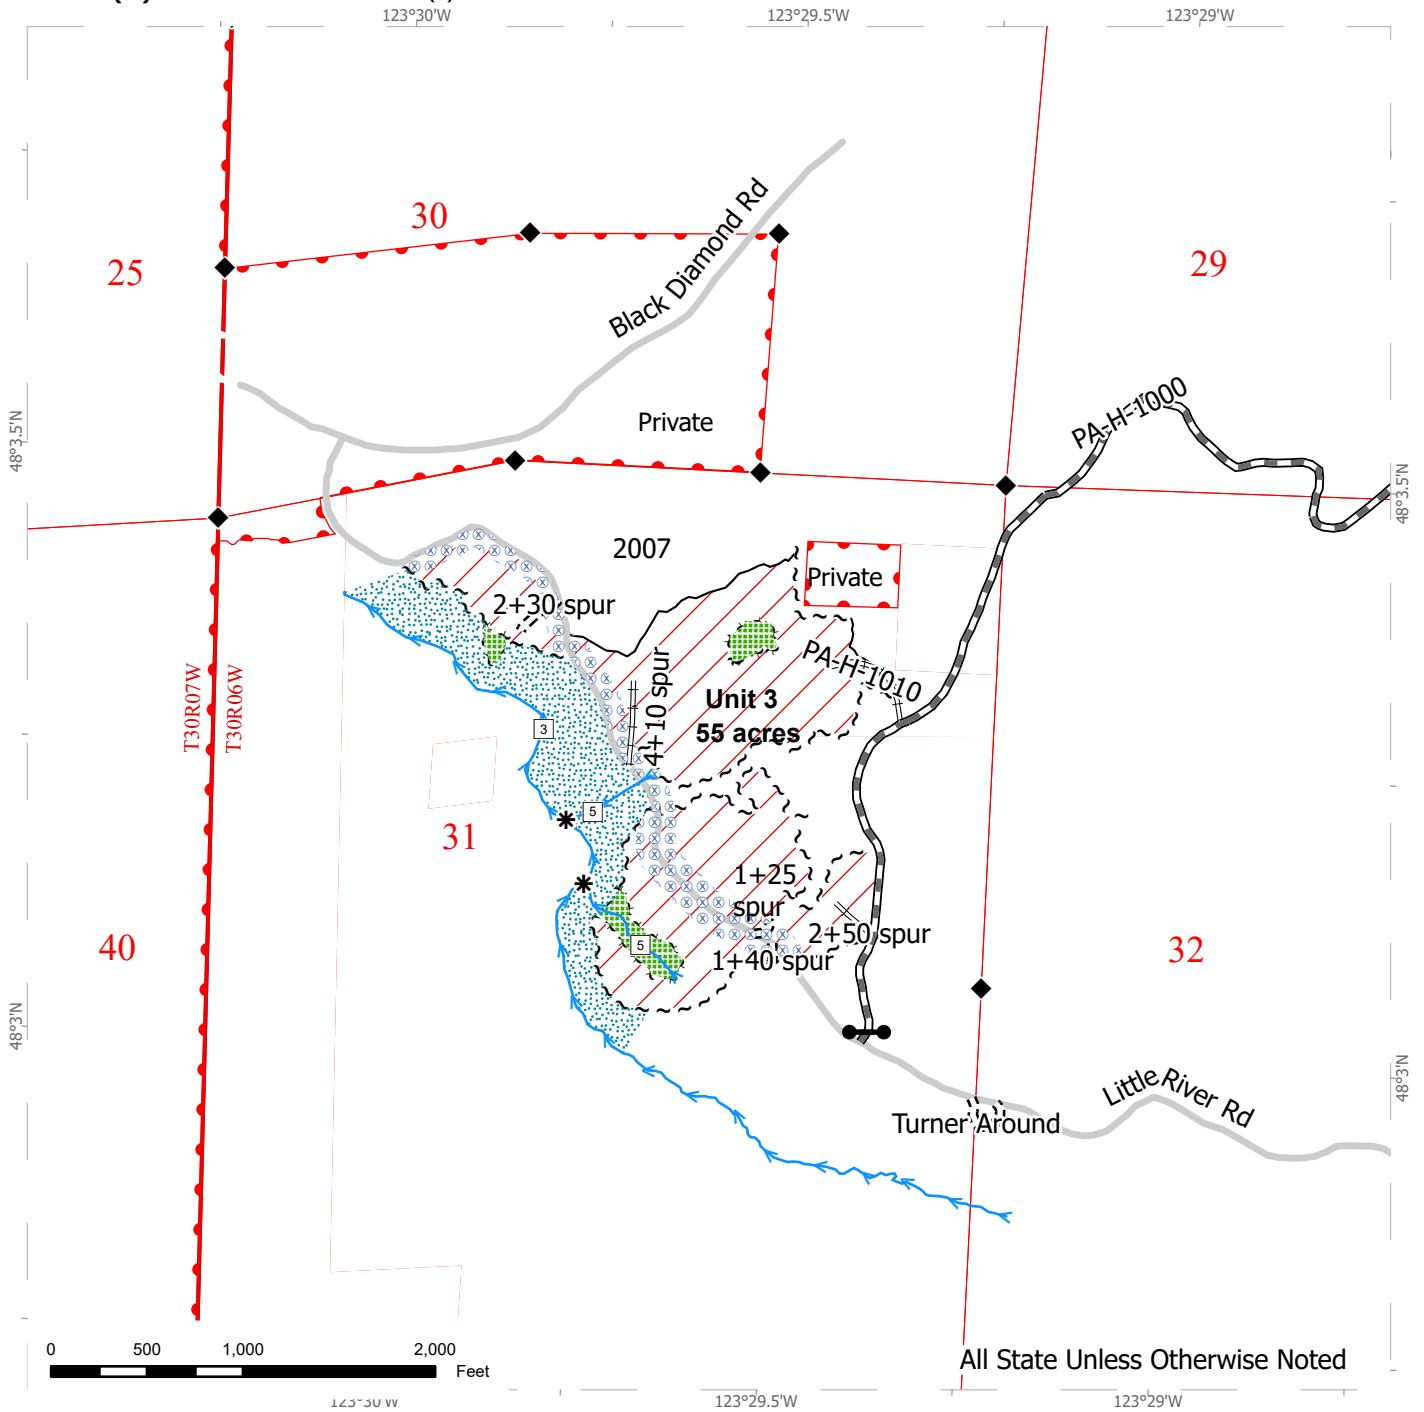 123°30'W
123°29.5'W
123°29'W
30
25
29
Black Diamond Rd
Private
PA-H-1000
48°3.5'N
48°3.5'N
2007
Private
2+30 spur
PA-H-1010
T30R07W
T30R06W
4+10 spur
Unit 3
55 acres
3
5
31
1+25
spur
2+50 spur
5
1+40 spur
40
32
48°3'N
48°3'N
Little River Rd
Turner Around
0
500
1,000
2,000
Feet
All State Unless Otherwise Noted
123°30'W
123°29.5'W
123°29'W